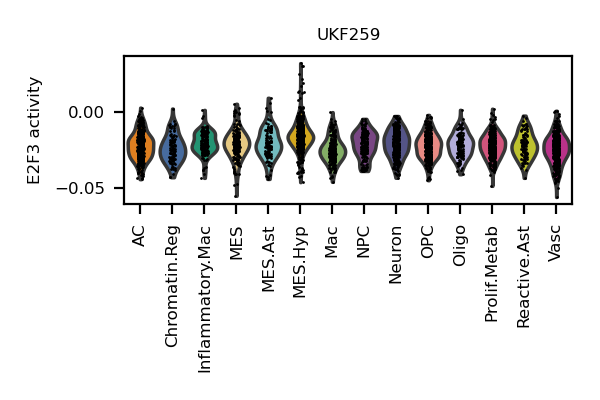 UKF259
E2F3 activity
0.00
−0.05
AC
Chromatin.Reg
Inflammatory.Mac
MES
MES.Ast
MES.Hyp
Mac
NPC
Neuron
OPC
Oligo
Prolif.Metab
Reactive.Ast
Vasc